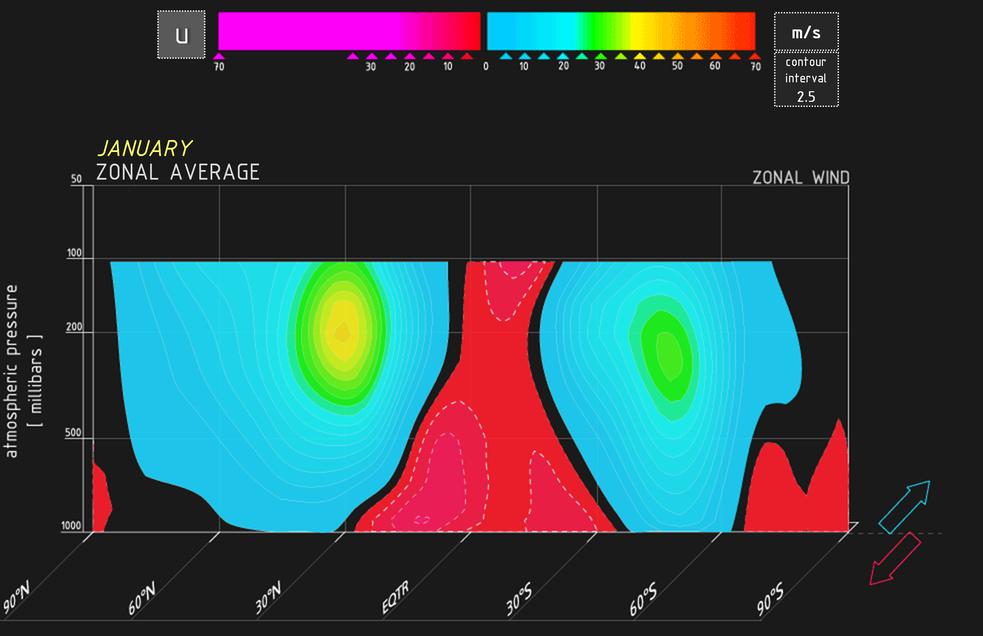 U
70 30 20 10 0 10 20 30 40 50 60 70
m/s
contour
interval
2.5
JANUARY
ZONAL AVERAGE
ZONAL WIND
50
100
200
500
1000
atmospheric pressure
[ millibars ]
90°N 60°N 30°N EQTR 30°S 60°S 90°S